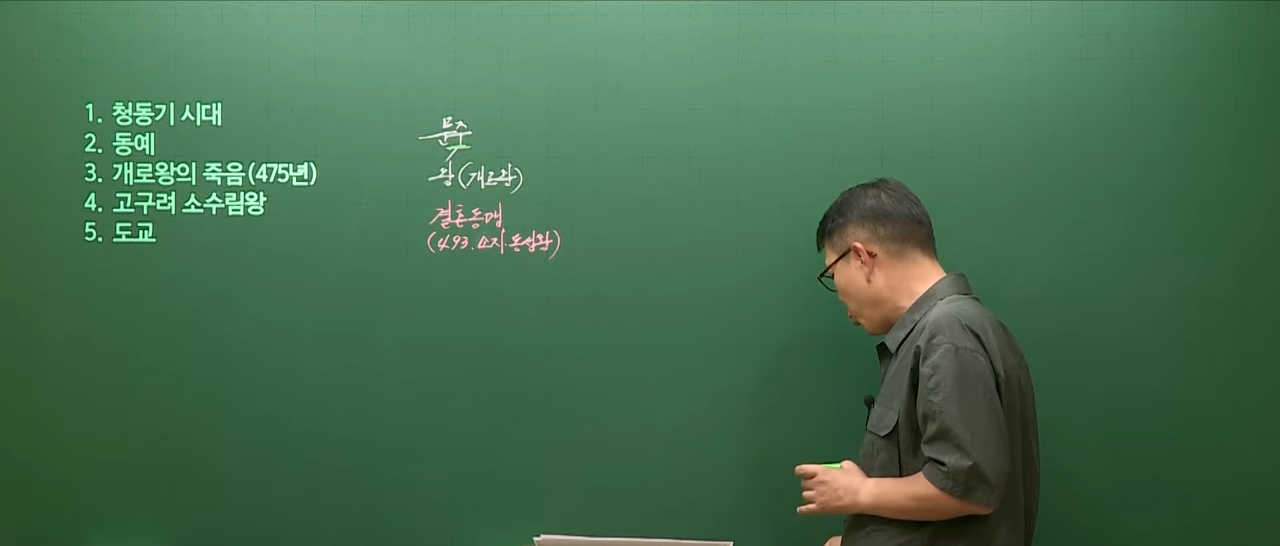 1. 청동기 시대
2. 동예
3. 개로왕의 죽음(475년)
4. 고구려 소수림왕
5. 도교
문주
왕(개로왕)
결혼동맹
(493.소지·동성왕)